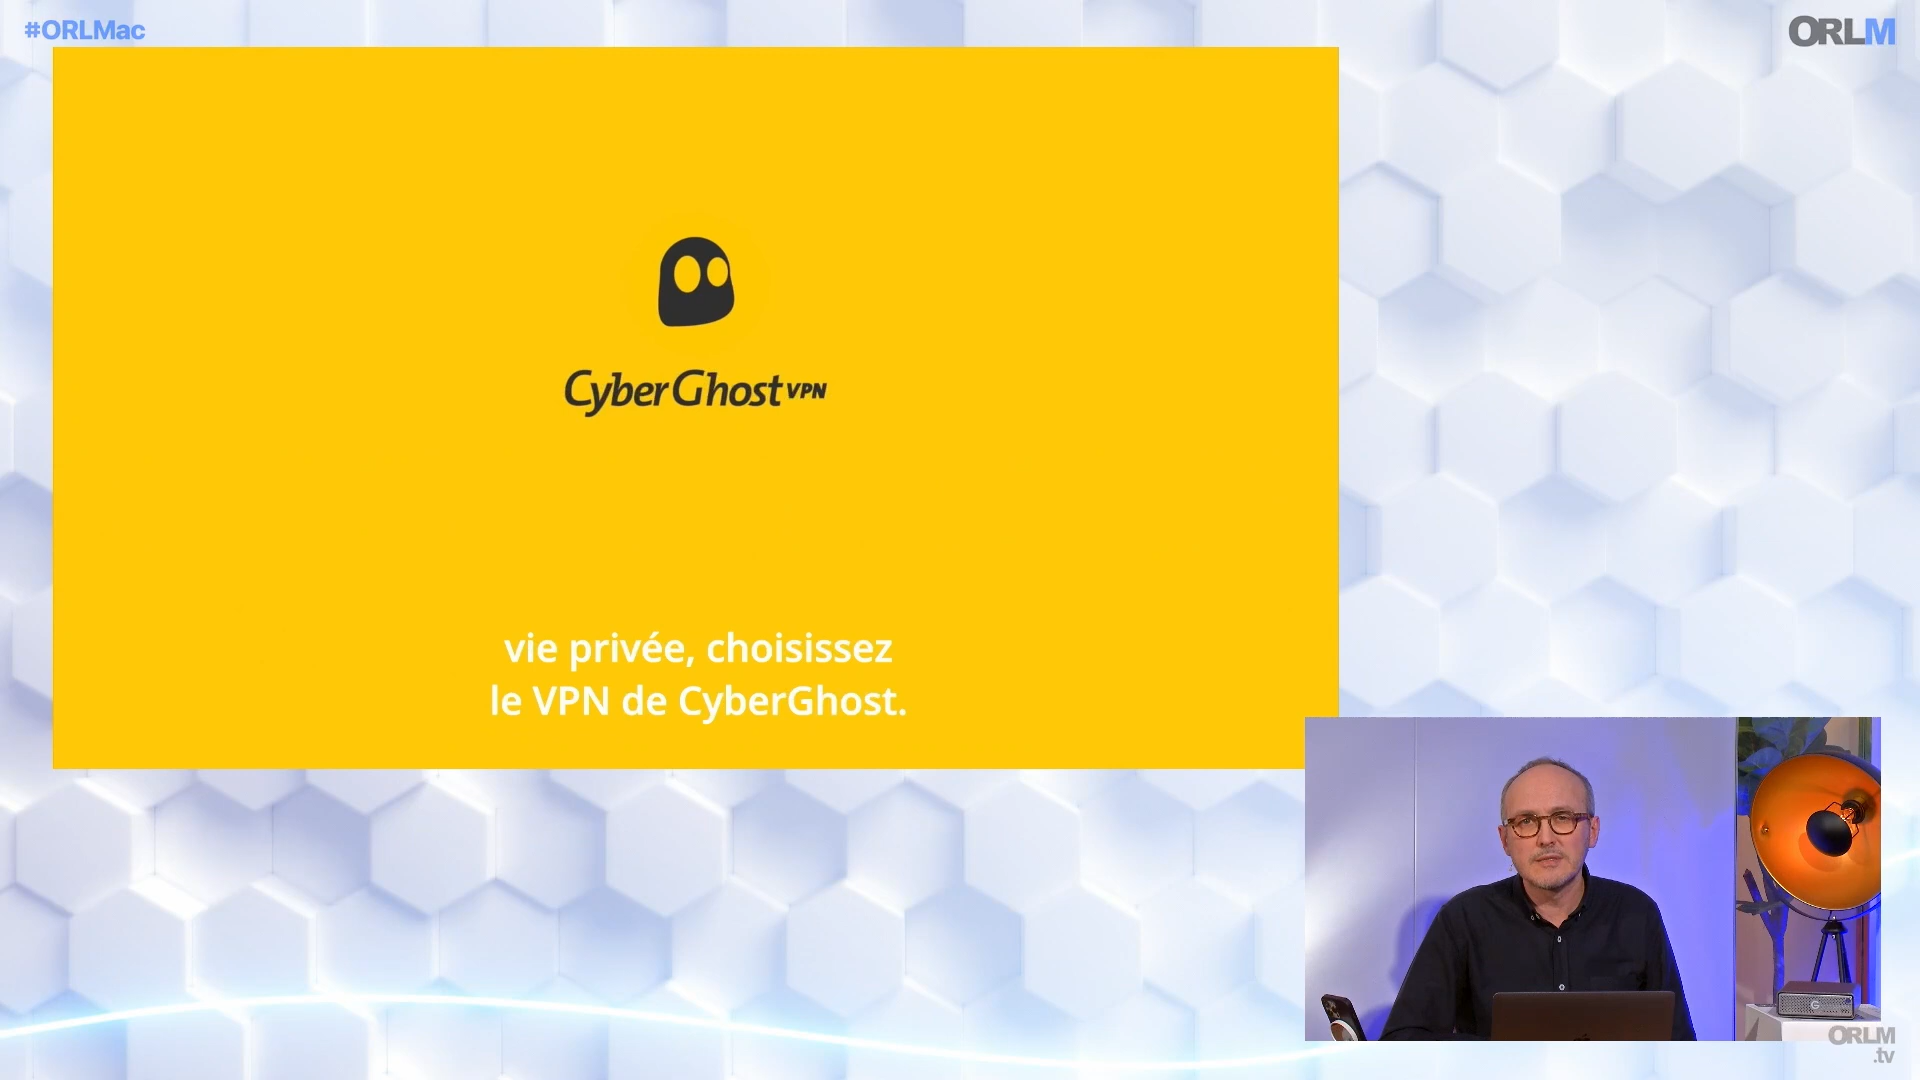 #ORLMac
ORLM
CyberGhost VPN
vie privée, choisissez
le VPN de CyberGhost.
G
ORLM
.tv